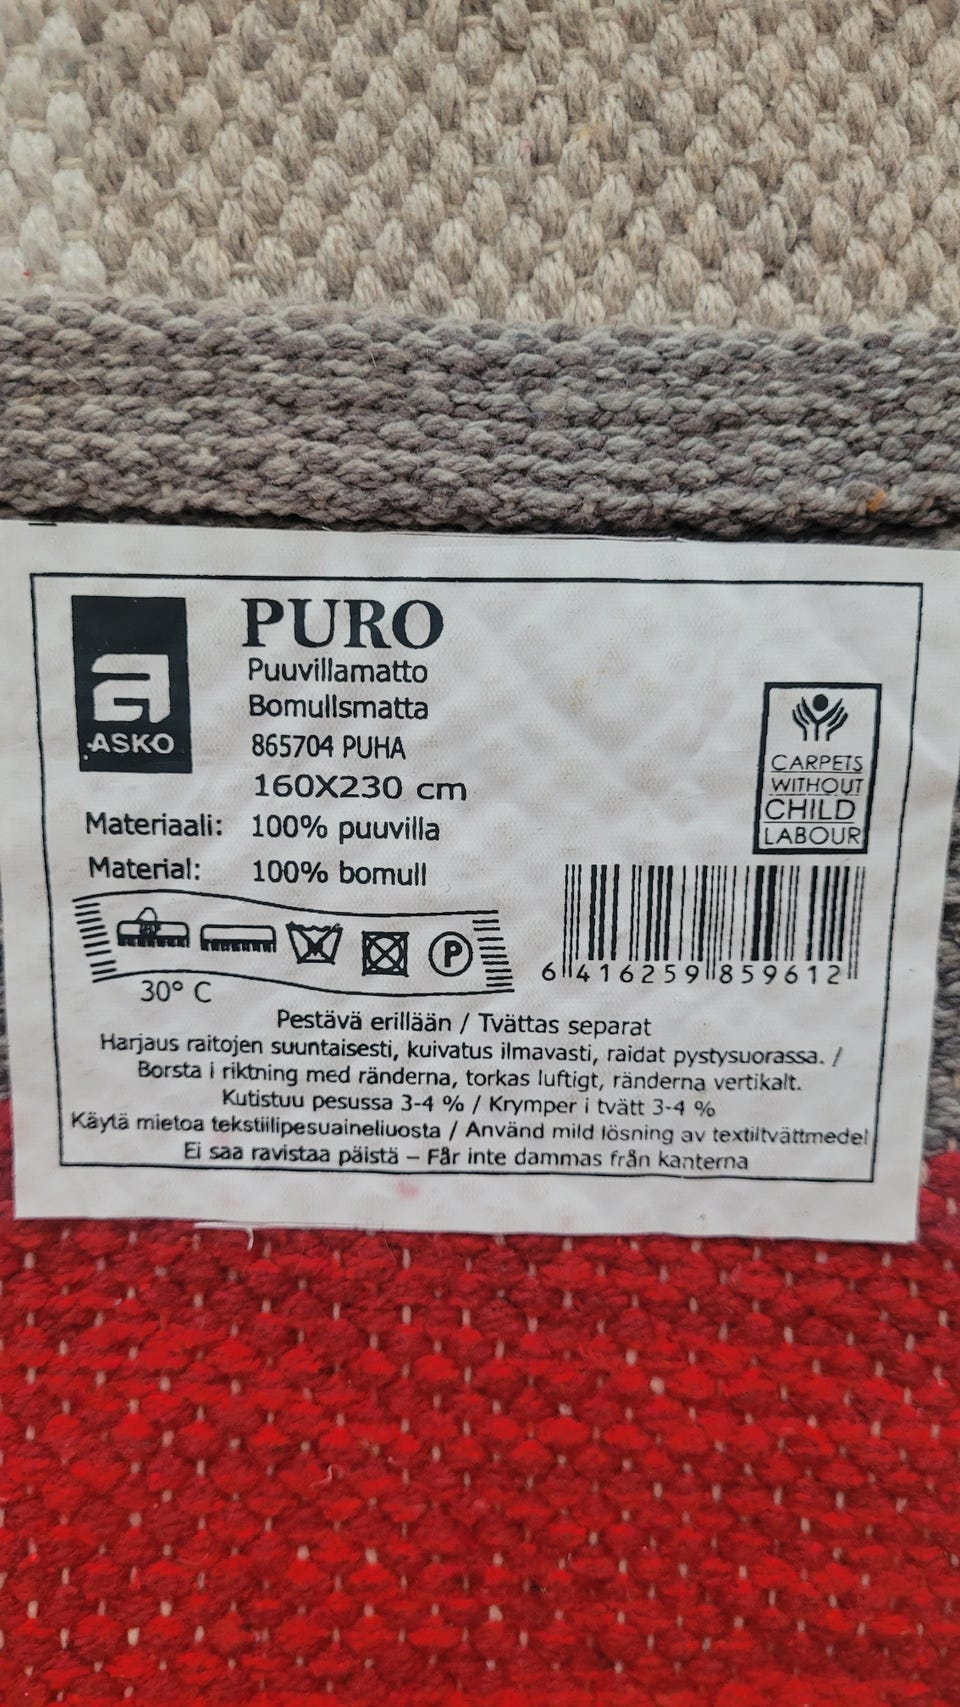 a
ASKO
PURO
Puuvillamatto
Bomullsmatta
865704 PUHA
160X230 cm
Materiaali: 100% puuvilla
Material: 100% bomull
CARPETS
WITHOUT
CHILD
LABOUR
P
30° C
6 416259 859612
Pestävä erillään / Tvättas separat
Harjaus raitojen suuntaisesti, kuivatus ilmavasti, raidat pystysuorassa. /
Borsta i riktning med ränderna, torkas luftigt, ränderna vertikalt.
Kutistuu pesussa 3-4 % / Krymper i tvätt 3-4 %
Käytä mietoa tekstiilipesuaineliuosta / Använd mild lösning av textiltvättmedel
Ei saa ravistaa päistä – Får inte dammas från kanterna